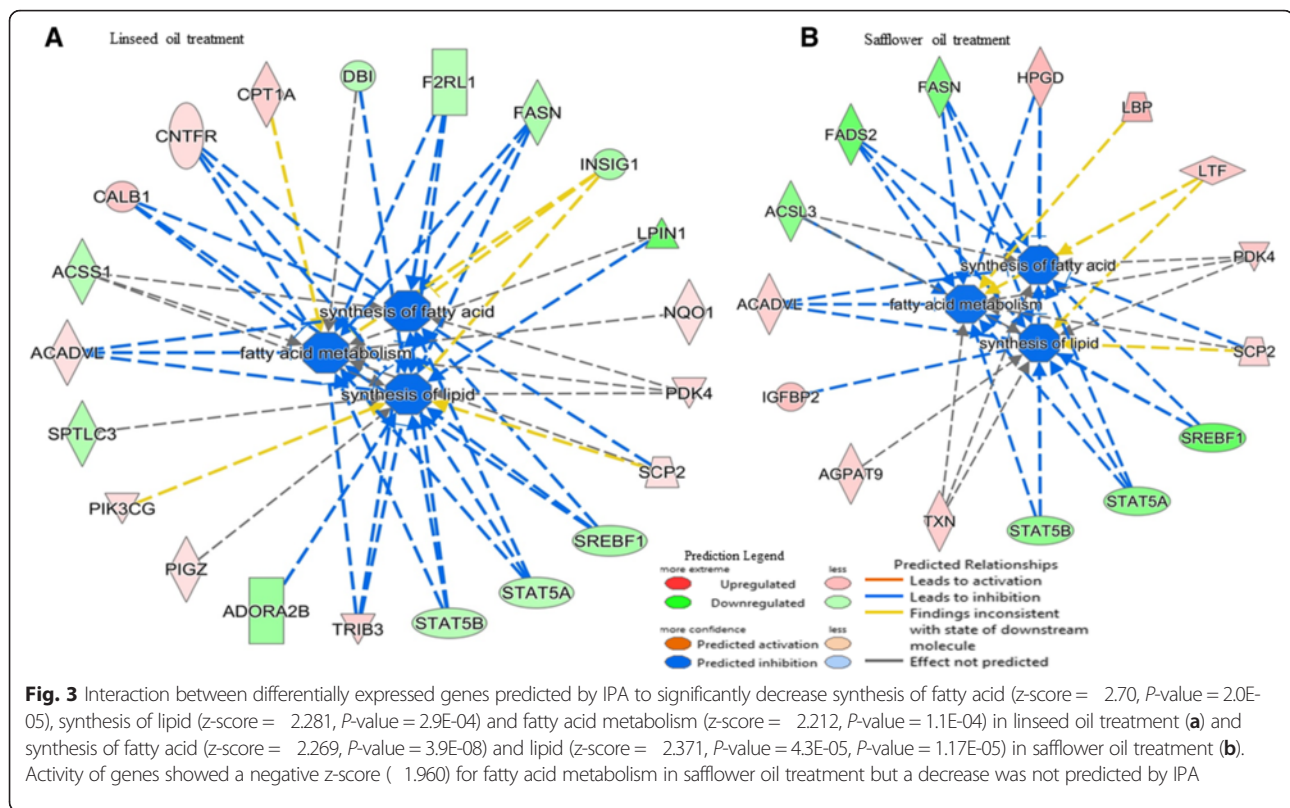 A
Linseed oil treatment
DBI
F2RL1
CPT1A
FASN
CNTFR
INSIG1
CALB1
LPIN1
ACSS1
synthesis of fatty acid
NQO1
ACADVL
fatty acid metabolism
synthesis of lipid
PDK4
SPTLC3
SCP2
PIK3CG
SREBF1
PIGZ
STAT5A
ADORA2B
TRIB3
STAT5B
B
Safflower oil treatment
FASN
HPGD
LBP
FADS2
LTF
ACSL3
PDK4
synthesis of fatty acid
ACADVL
fatty acid metabolism
synthesis of lipid
SCP2
IGFBP2
SREBF1
AGPAT9
STAT5A
TXN
STAT5B
Prediction Legend
more extreme
less
Upregulated
Downregulated
more confidence
less
Predicted activation
Predicted inhibition
Predicted Relationships
Leads to activation
Leads to inhibition
Findings inconsistent
with state of downstream
molecule
Effect not predicted
Fig. 3 Interaction between differentially expressed genes predicted by IPA to significantly decrease synthesis of fatty acid (z-score = 2.70, P-value = 2.0E-
05), synthesis of lipid (z-score = 2.281, P-value = 2.9E-04) and fatty acid metabolism (z-score = 2.212, P-value = 1.1E-04) in linseed oil treatment (a) and
synthesis of fatty acid (z-score = 2.269, P-value = 3.9E-08) and lipid (z-score = 2.371, P-value = 4.3E-05, P-value = 1.17E-05) in safflower oil treatment (b).
Activity of genes showed a negative z-score ( 1.960) for fatty acid metabolism in safflower oil treatment but a decrease was not predicted by IPA